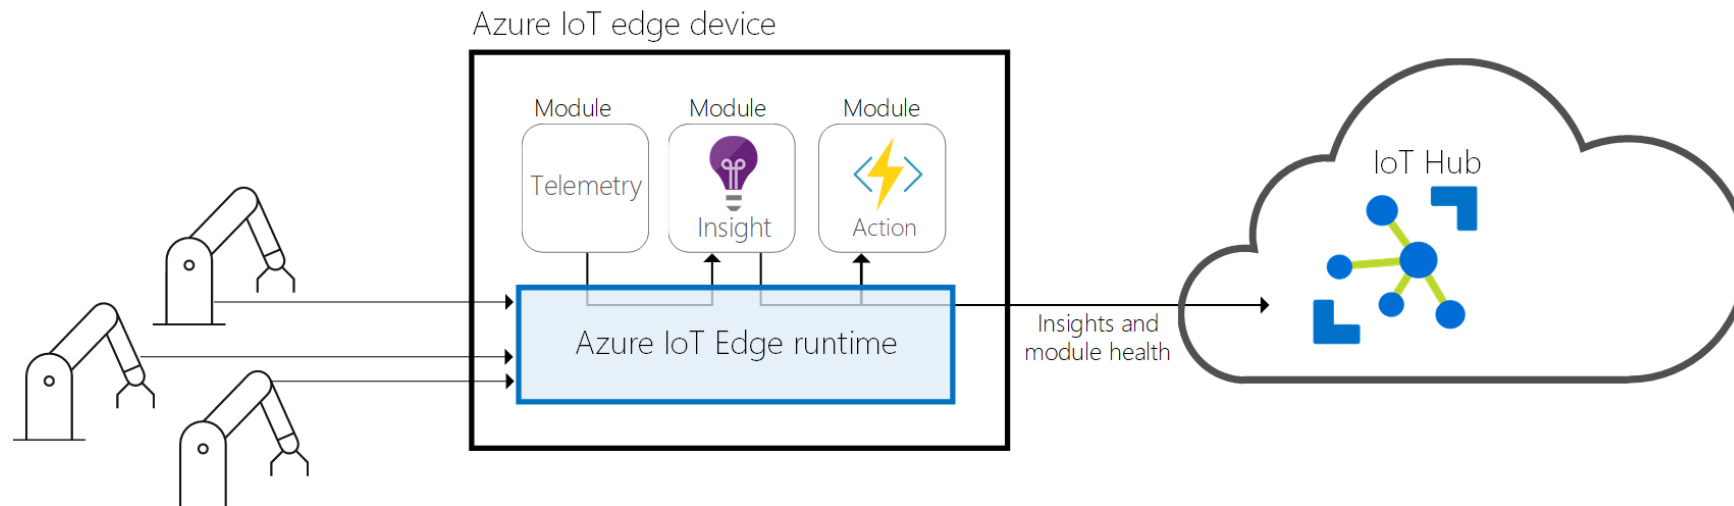 Azure IoT edge device
Module
Module
Module
Telemetry
Insight
Action
Azure IoT Edge runtime
Insights and
module health
IoT Hub